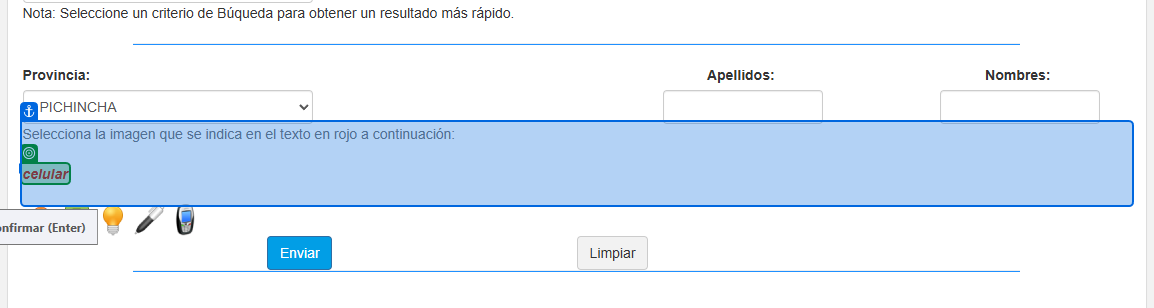 Nota: Seleccione un criterio de Búqueda para obtener un resultado más rápido.
Provincia: Apellidos: Nombres:
PICHINCHA
Selecciona la imagen que se indica en el texto en rojo a continuación:
celular
onfirmar (Enter)
Enviar Limpiar